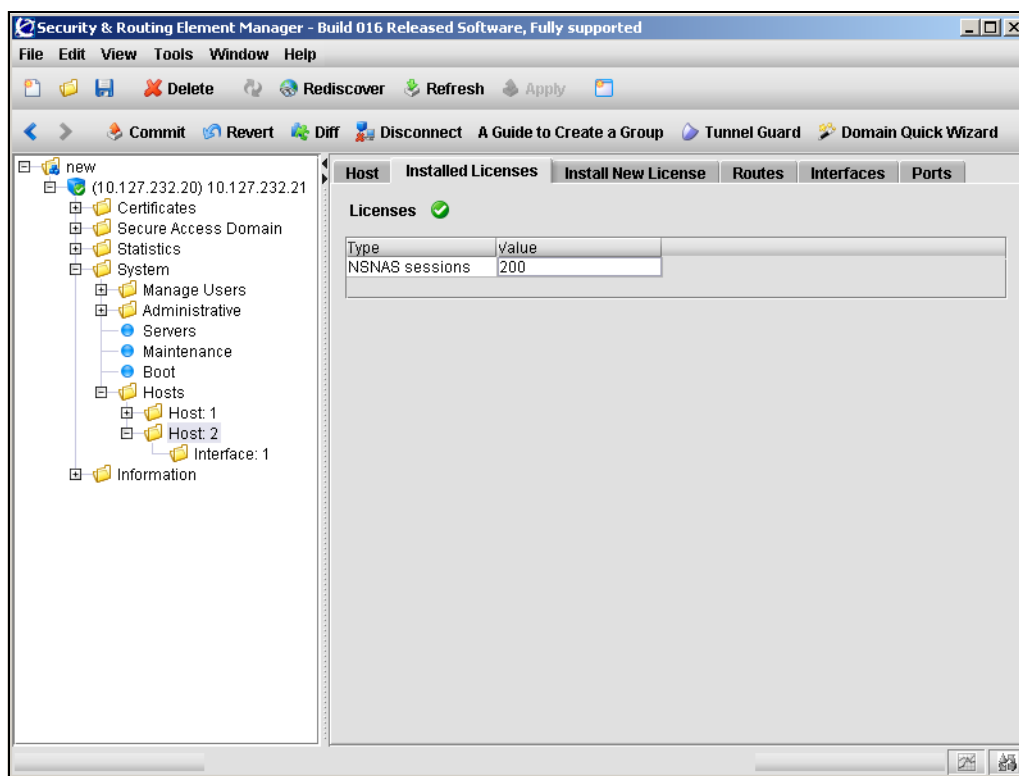 Security & Routing Element Manager - Build 016 Released Software, Fully supported
File Edit View Tools Window Help
Delete Rediscover Refresh Apply
Commit Revert Diff Disconnect A Guide to Create a Group Tunnel Guard Domain Quick Wizard
new
(10.127.232.20) 10.127.232.21
Certificates
Secure Access Domain
Statistics
System
Manage Users
Administrative
Servers
Maintenance
Boot
Hosts
Host: 1
Host: 2
Interface: 1
Information
Host Installed Licenses Install New License Routes Interfaces Ports
Licenses
Type Value
NSNAS sessions 200